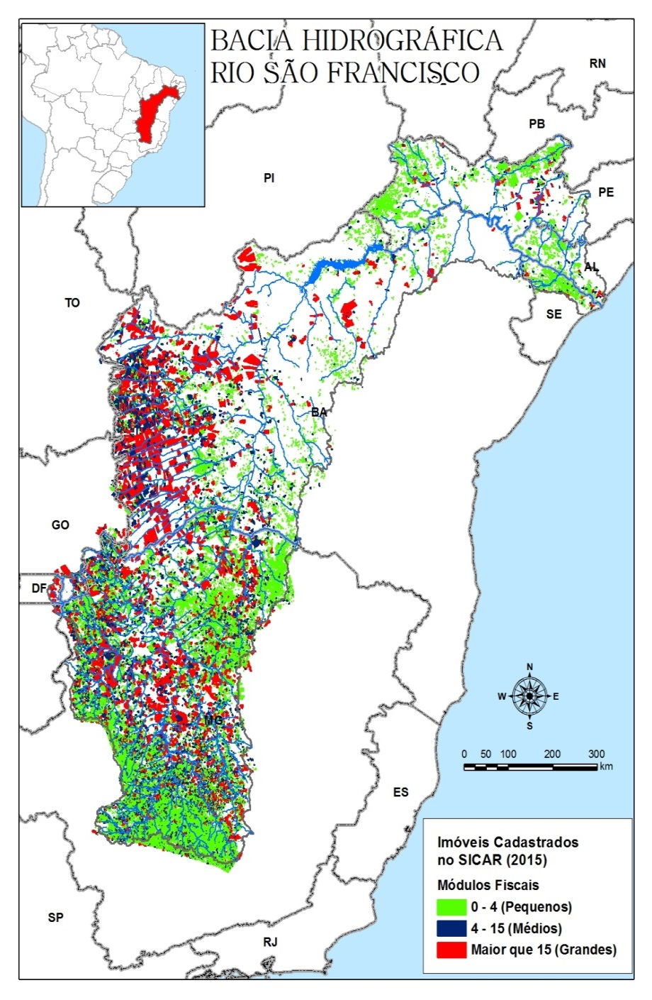 BACIA HIDROGRÁFICA
RIO SÃO FRANCISCO
RN
PB
PI
PE
AL
TO
SE
BA
GO
DF
N
W E
S
MG
0 50 100 200 300
km
ES
Imóveis Cadastrados
no SICAR (2015)
Módulos Fiscais
0 - 4 (Pequenos)
4 - 15 (Médios)
Maior que 15 (Grandes)
SP
RJ